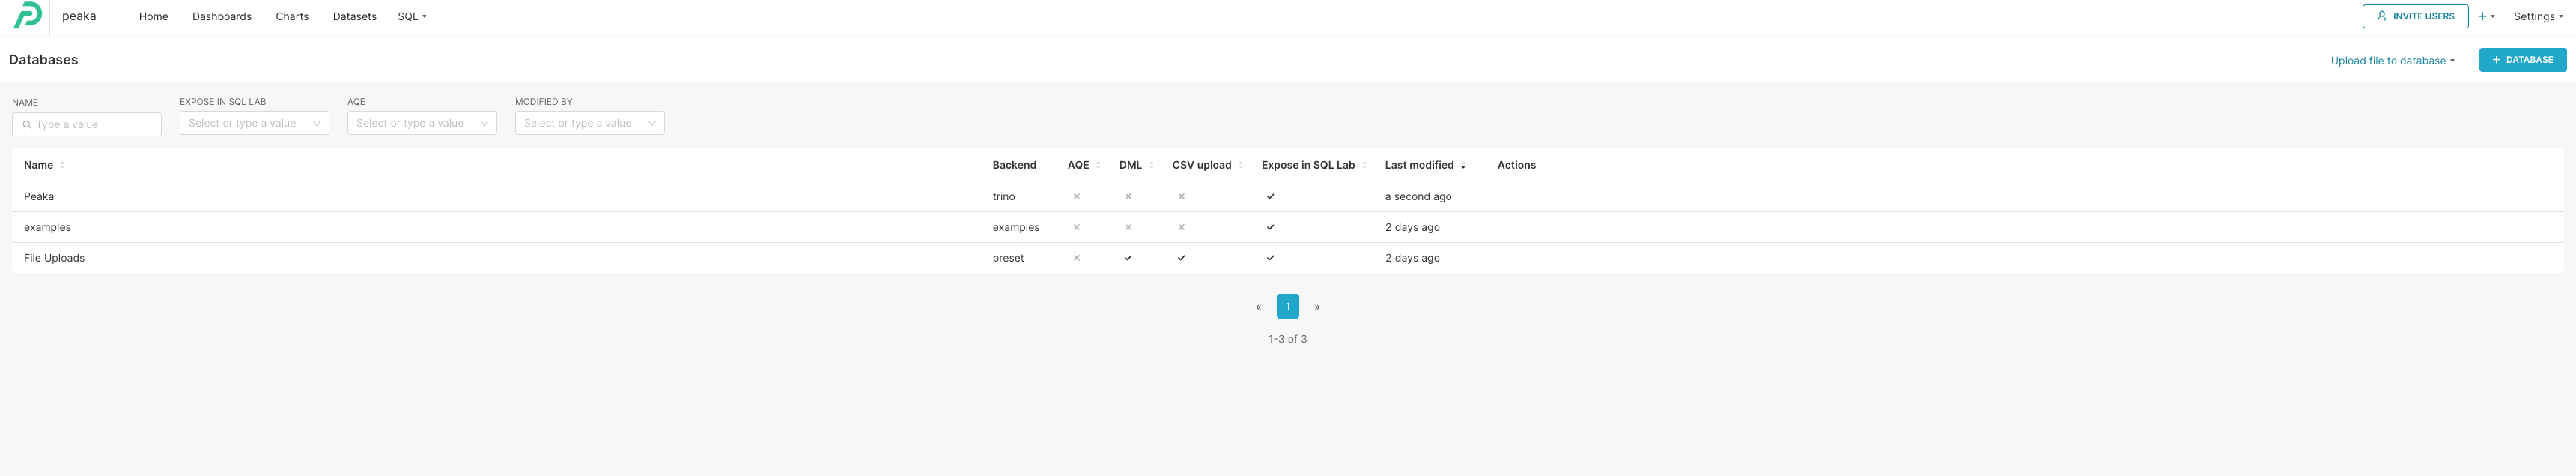 peaka Home Dashboards Charts Datasets SQL INVITE USERS + Settings
Databases Upload file to database + DATABASE
NAME EXPOSE IN SQL LAB AQE MODIFIED BY
Type a value Select or type a value Select or type a value Select or type a value
Name Backend AQE DML CSV upload Expose in SQL Lab Last modified Actions
Peaka trino a second ago
examples examples 2 days ago
File Uploads preset 2 days ago
« 1 »
1-3 of 3